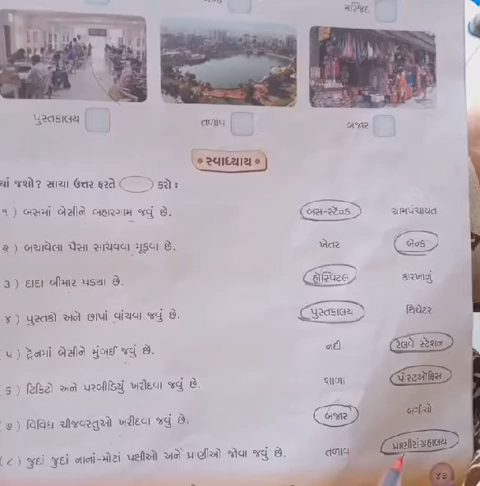 મસ્જિદ
પુસ્તકાલય
તળાવ
બજાર
• સ્વાધ્યાય •
જશો? સાચા ઉત્તર ફરતે કરો :
૧) બસમાં બેસીને બહારગામ જવું છે. બસ-સ્ટેન્ડ ગ્રામપંચાયત
૨) બચાવેલા પૈસા સાચવવા મૂકવા છે. ખેતર બેન્ક
૩) દાદા બીમાર પડ્યા છે. હૉસ્પિટલ કારખાનું
૪) પુસ્તકો અને છાપાં વાંચવા જવું છે. પુસ્તકાલય થિયેટર
૫) ટ્રેનમાં બેસીને મુંબઈ જવું છે. નદી રેલવે સ્ટેશન
૬) ટિકિટો અને પરબીડિયું ખરીદવા જવું છે. શાળા પોસ્ટઑફિસ
૭) વિવિધ ચીજવસ્તુઓ ખરીદવા જવું છે. બજાર બગીચો
(૮) જુદાં જુદાં નાનાં-મોટાં પક્ષીઓ અને પ્રાણીઓ જોવા જવું છે. તળાવ પ્રાણીસંગ્રહાલય